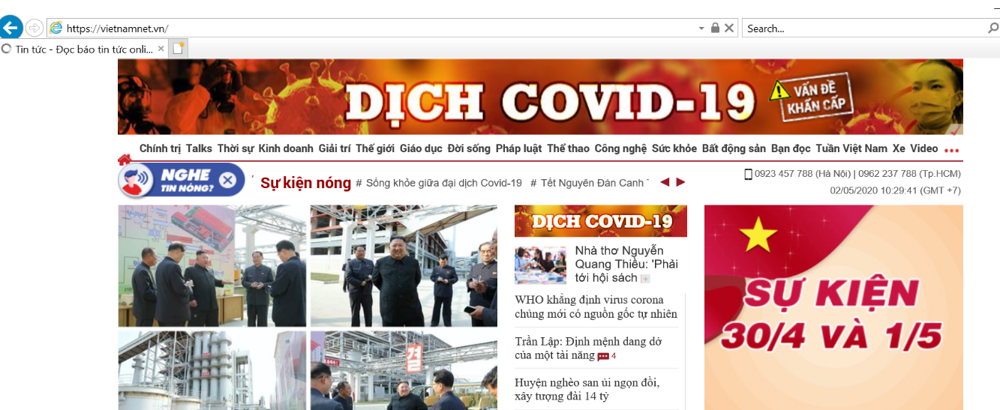 https://vietnamnet.vn/
Search...
Tin tức - Đọc báo tin tức onli...
DỊCH COVID-19
VẤN ĐỀ
KHẨN CẤP
Chính trị Talks Thời sự Kinh doanh Giải trí Thế giới Giáo dục Đời sống Pháp luật Thể thao Công nghệ Sức khỏe Bất động sản Bạn đọc Tuần Việt Nam Xe Video
NGHE
TIN NÓNG?
Sự kiện nóng # Sống khỏe giữa đại dịch Covid-19 # Tết Nguyên Đán Canh
0923 457 788 (Hà Nội) | 0962 237 788 (Tp.HCM)
02/05/2020 10:29:41 (GMT +7)
DỊCH COVID-19
Nhà thơ Nguyễn
Quang Thiều: 'Phải
tới hội sách
WHO khẳng định virus corona
chủng mới có nguồn gốc tự nhiên
Trần Lập: Định mệnh dang dở
của một tài năng 4
Huyện nghèo san ủi ngọn đồi,
xây tượng đài 14 tỷ
SỰ KIỆN
30/4 VÀ 1/5
결